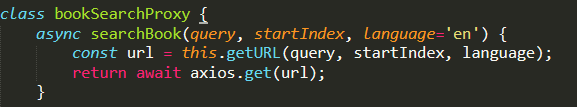 class bookSearchProxy {
    async searchBook(query, startIndex, language='en') {
        const url = this.getURL(query, startIndex, language);
        return await axios.get(url);
    }